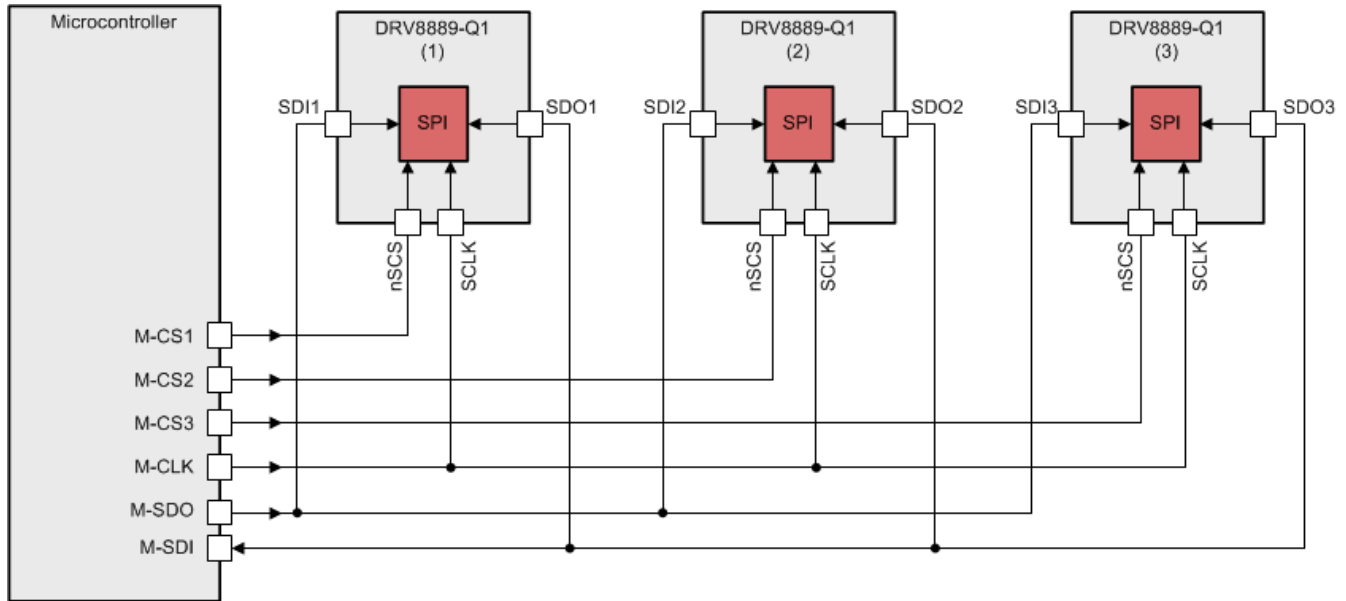 Microcontroller
DRV8889-Q1
(1)
DRV8889-Q1
(2)
DRV8889-Q1
(3)
SDI1
SPI
SDO1
SDI2
SPI
SDO2
SDI3
SPI
SDO3
nSCS
SCLK
nSCS
SCLK
nSCS
SCLK
M-CS1
M-CS2
M-CS3
M-CLK
M-SDO
M-SDI